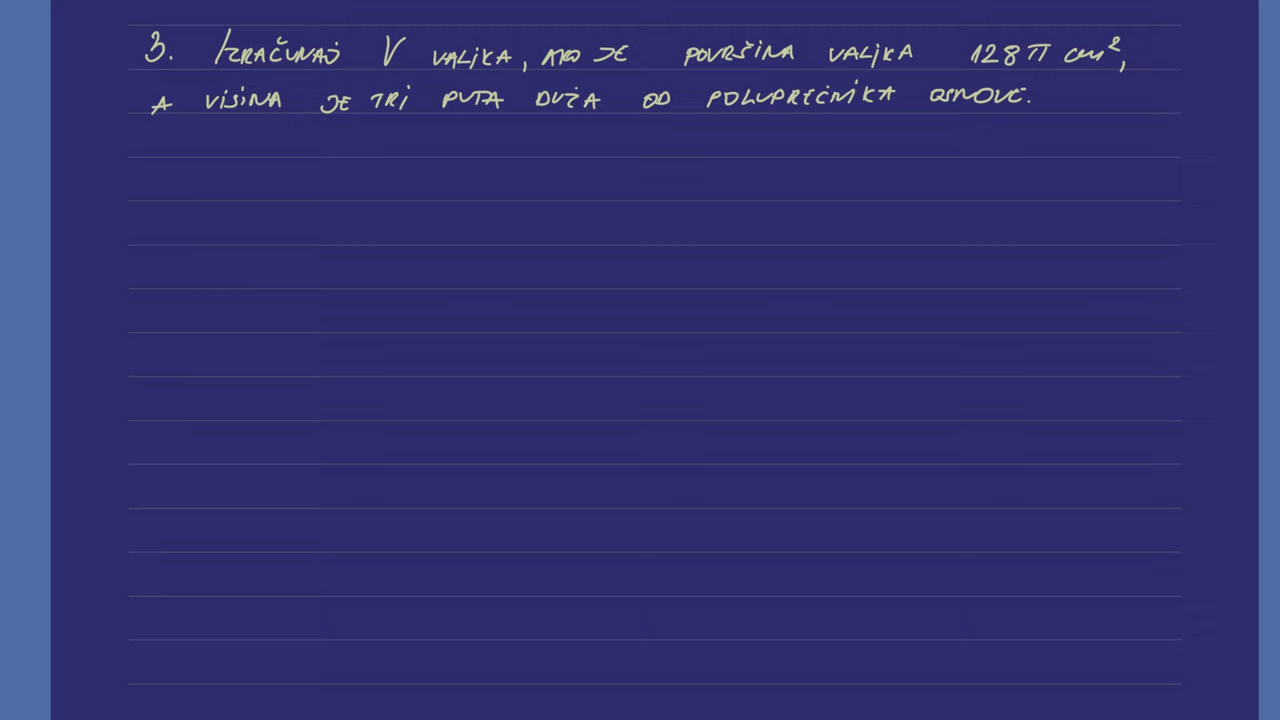 3. IZRAČUNAJ V VALJKA, AKO JE POVRŠINA VALJKA 128π cm²,
A VISINA JE TRI PUTA DUŽA OD POLUPREČNIKA OSNOVE.